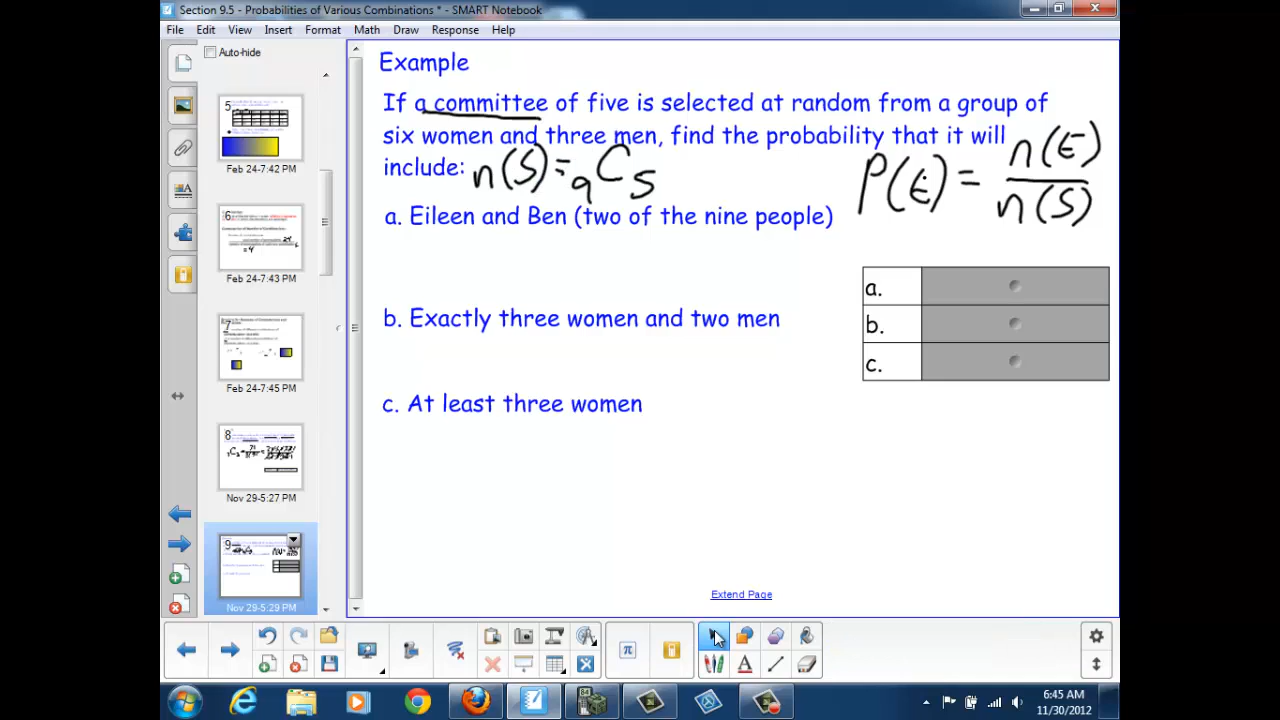 Section 9.5 - Probabilities of Various Combinations * - SMART Notebook
File Edit View Insert Format Math Draw Response Help
Auto-hide
5
Feb 24-7:42 PM
6
Feb 24-7:43 PM
7
Feb 24-7:45 PM
8
Nov 29-5:27 PM
9
Nov 29-5:29 PM
Example
If a committee of five is selected at random from a group of
six women and three men, find the probability that it will
include: n(S)=9C5
P(E) = n(E)
n(S)
a. Eileen and Ben (two of the nine people)
b. Exactly three women and two men
c. At least three women
a.
b.
c.
Extend Page
6:45 AM
11/30/2012